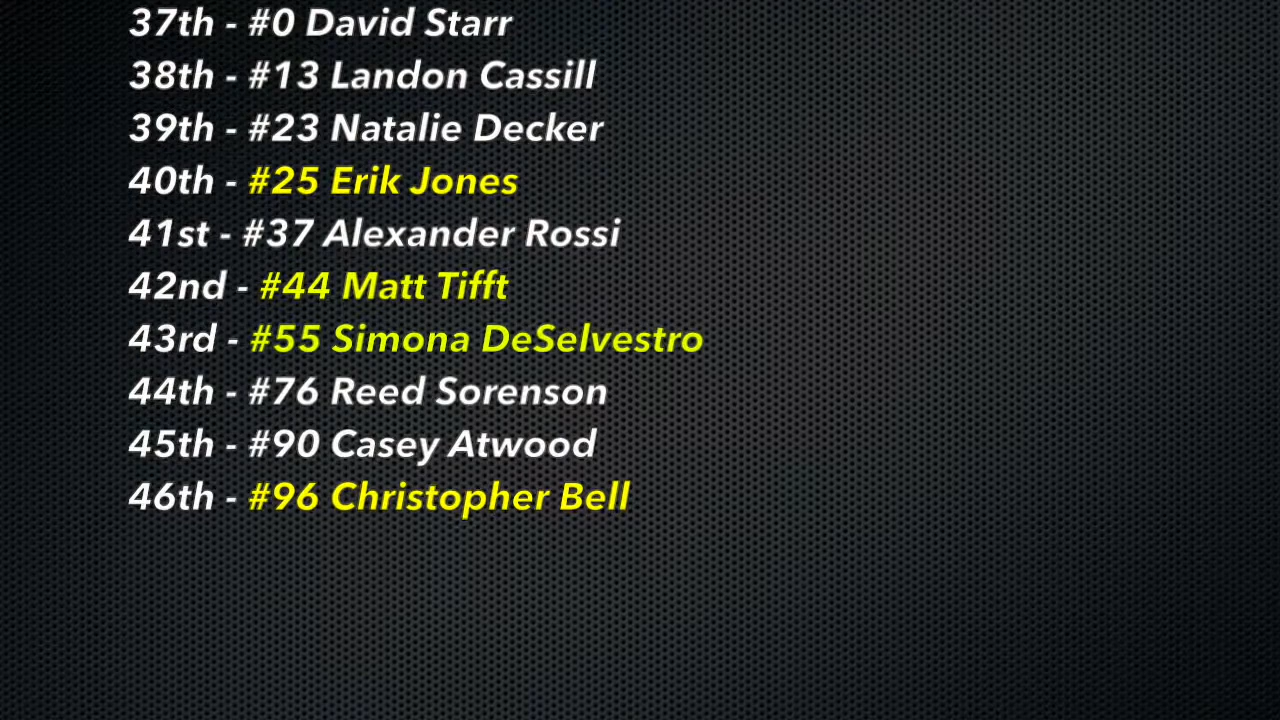 37th - #0 David Starr
38th - #13 Landon Cassill
39th - #23 Natalie Decker
40th - #25 Erik Jones
41st - #37 Alexander Rossi
42nd - #44 Matt Tifft
43rd - #55 Simona DeSelvestro
44th - #76 Reed Sorenson
45th - #90 Casey Atwood
46th - #96 Christopher Bell